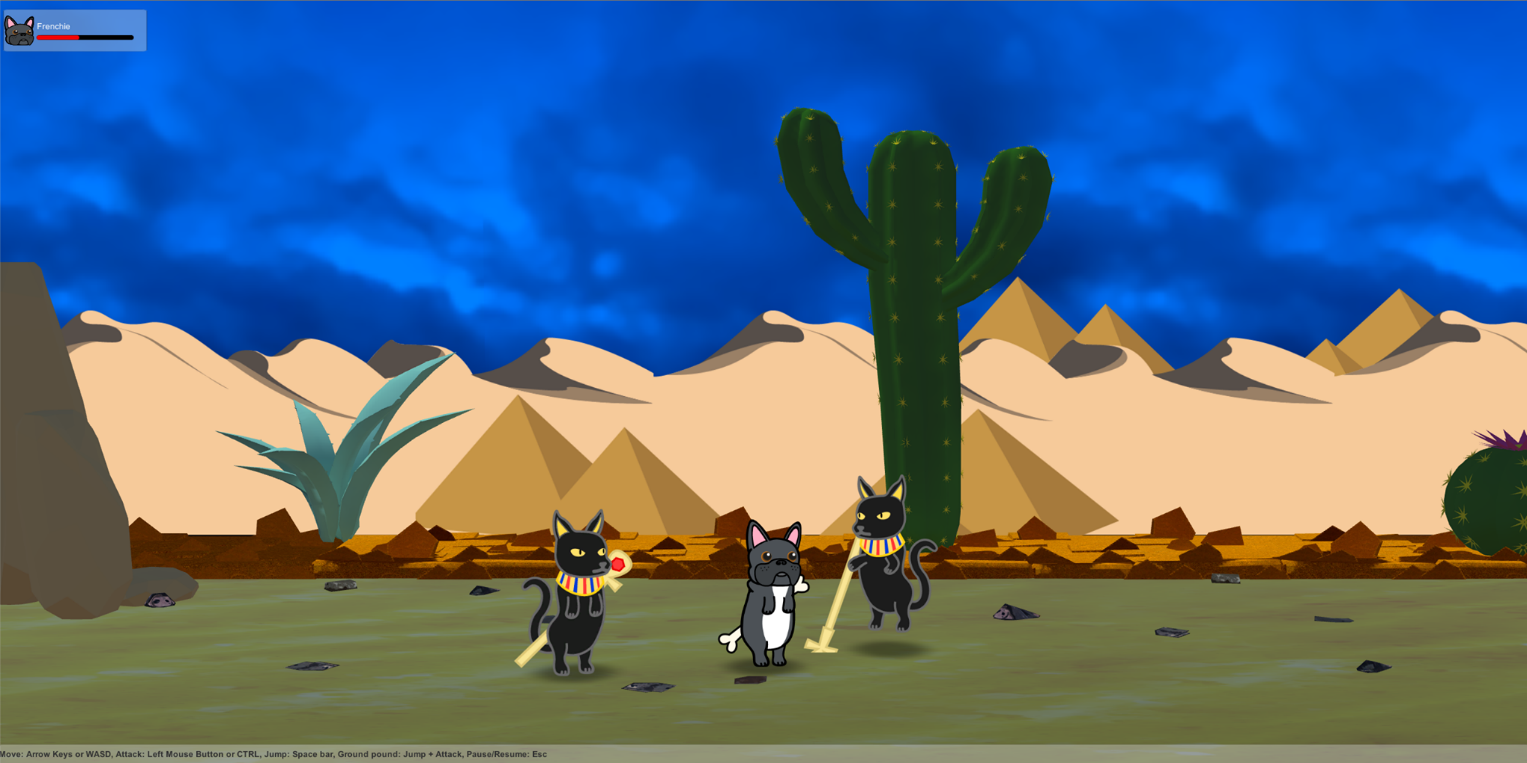 Frenchie
Move: Arrow Keys or WASD, Attack: Left Mouse Button or CTRL, Jump: Space bar, Ground pound: Jump + Attack, Pause/Resume: Esc